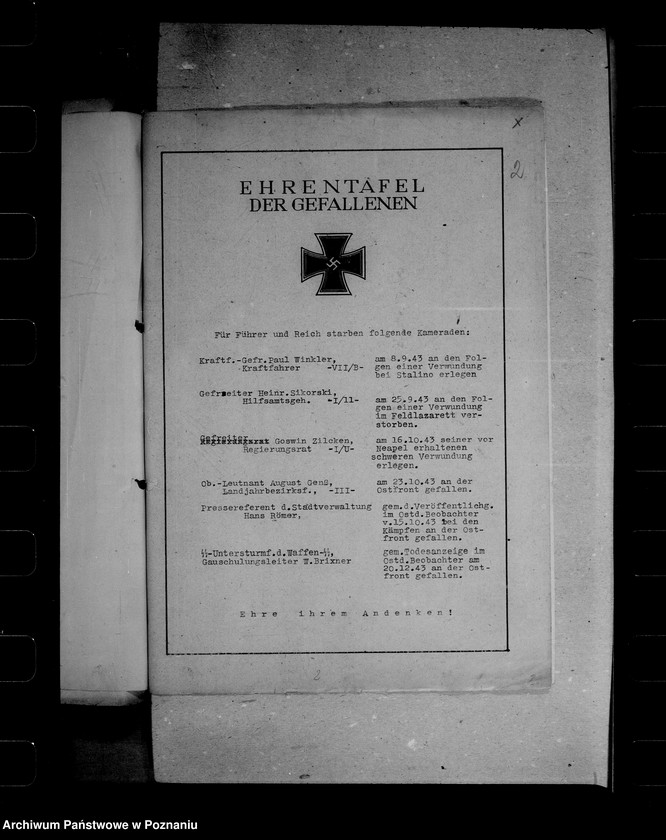 x
2
EHRENTAFEL
DER GEFALLENEN
Für Führer und Reich starben folgende Kameraden:
Kraftf.-Gefr.Paul Winkler, am 8.9.43 an den Fol-
Kraftfahrer -VII/B- gen einer Verwundung
bei Stalino erlegen
Gefreiter Heinr.Sikorski,
Hilfsamtsgeh. -I/11- am 25.9.43 an den Fol-
gen einer Verwundung
im Feldlazarett ver-
storben.
Gefreiter
Regierungsrat Goswin Zilcken, am 16.10.43 seiner vor
Regierungsrat -I/U- Neapel erhaltenen
schweren Verwundung
erlegen.
Ob.-Leutnant August Genß, am 23.10.43 an der
Landjahrbezirksf., -III- Ostfront gefallen.
Pressereferent d.Stadtverwaltung gem.d.Veröffentlichg.
Hans Römer, im Ostd.Beobachter
v.15.10.43 bei den
Kämpfen an der Ost-
front gefallen.
ᛋᛋ-Untersturmf.d.Waffen-ᛋᛋ, gem.Todesanzeige im
Gauschulungsleiter W.Brixner Ostd.Beobachter am
20.12.43 an der Ost-
front gefallen.
Ehre ihrem Andenken!
2
Archiwum Państwowe w Poznaniu